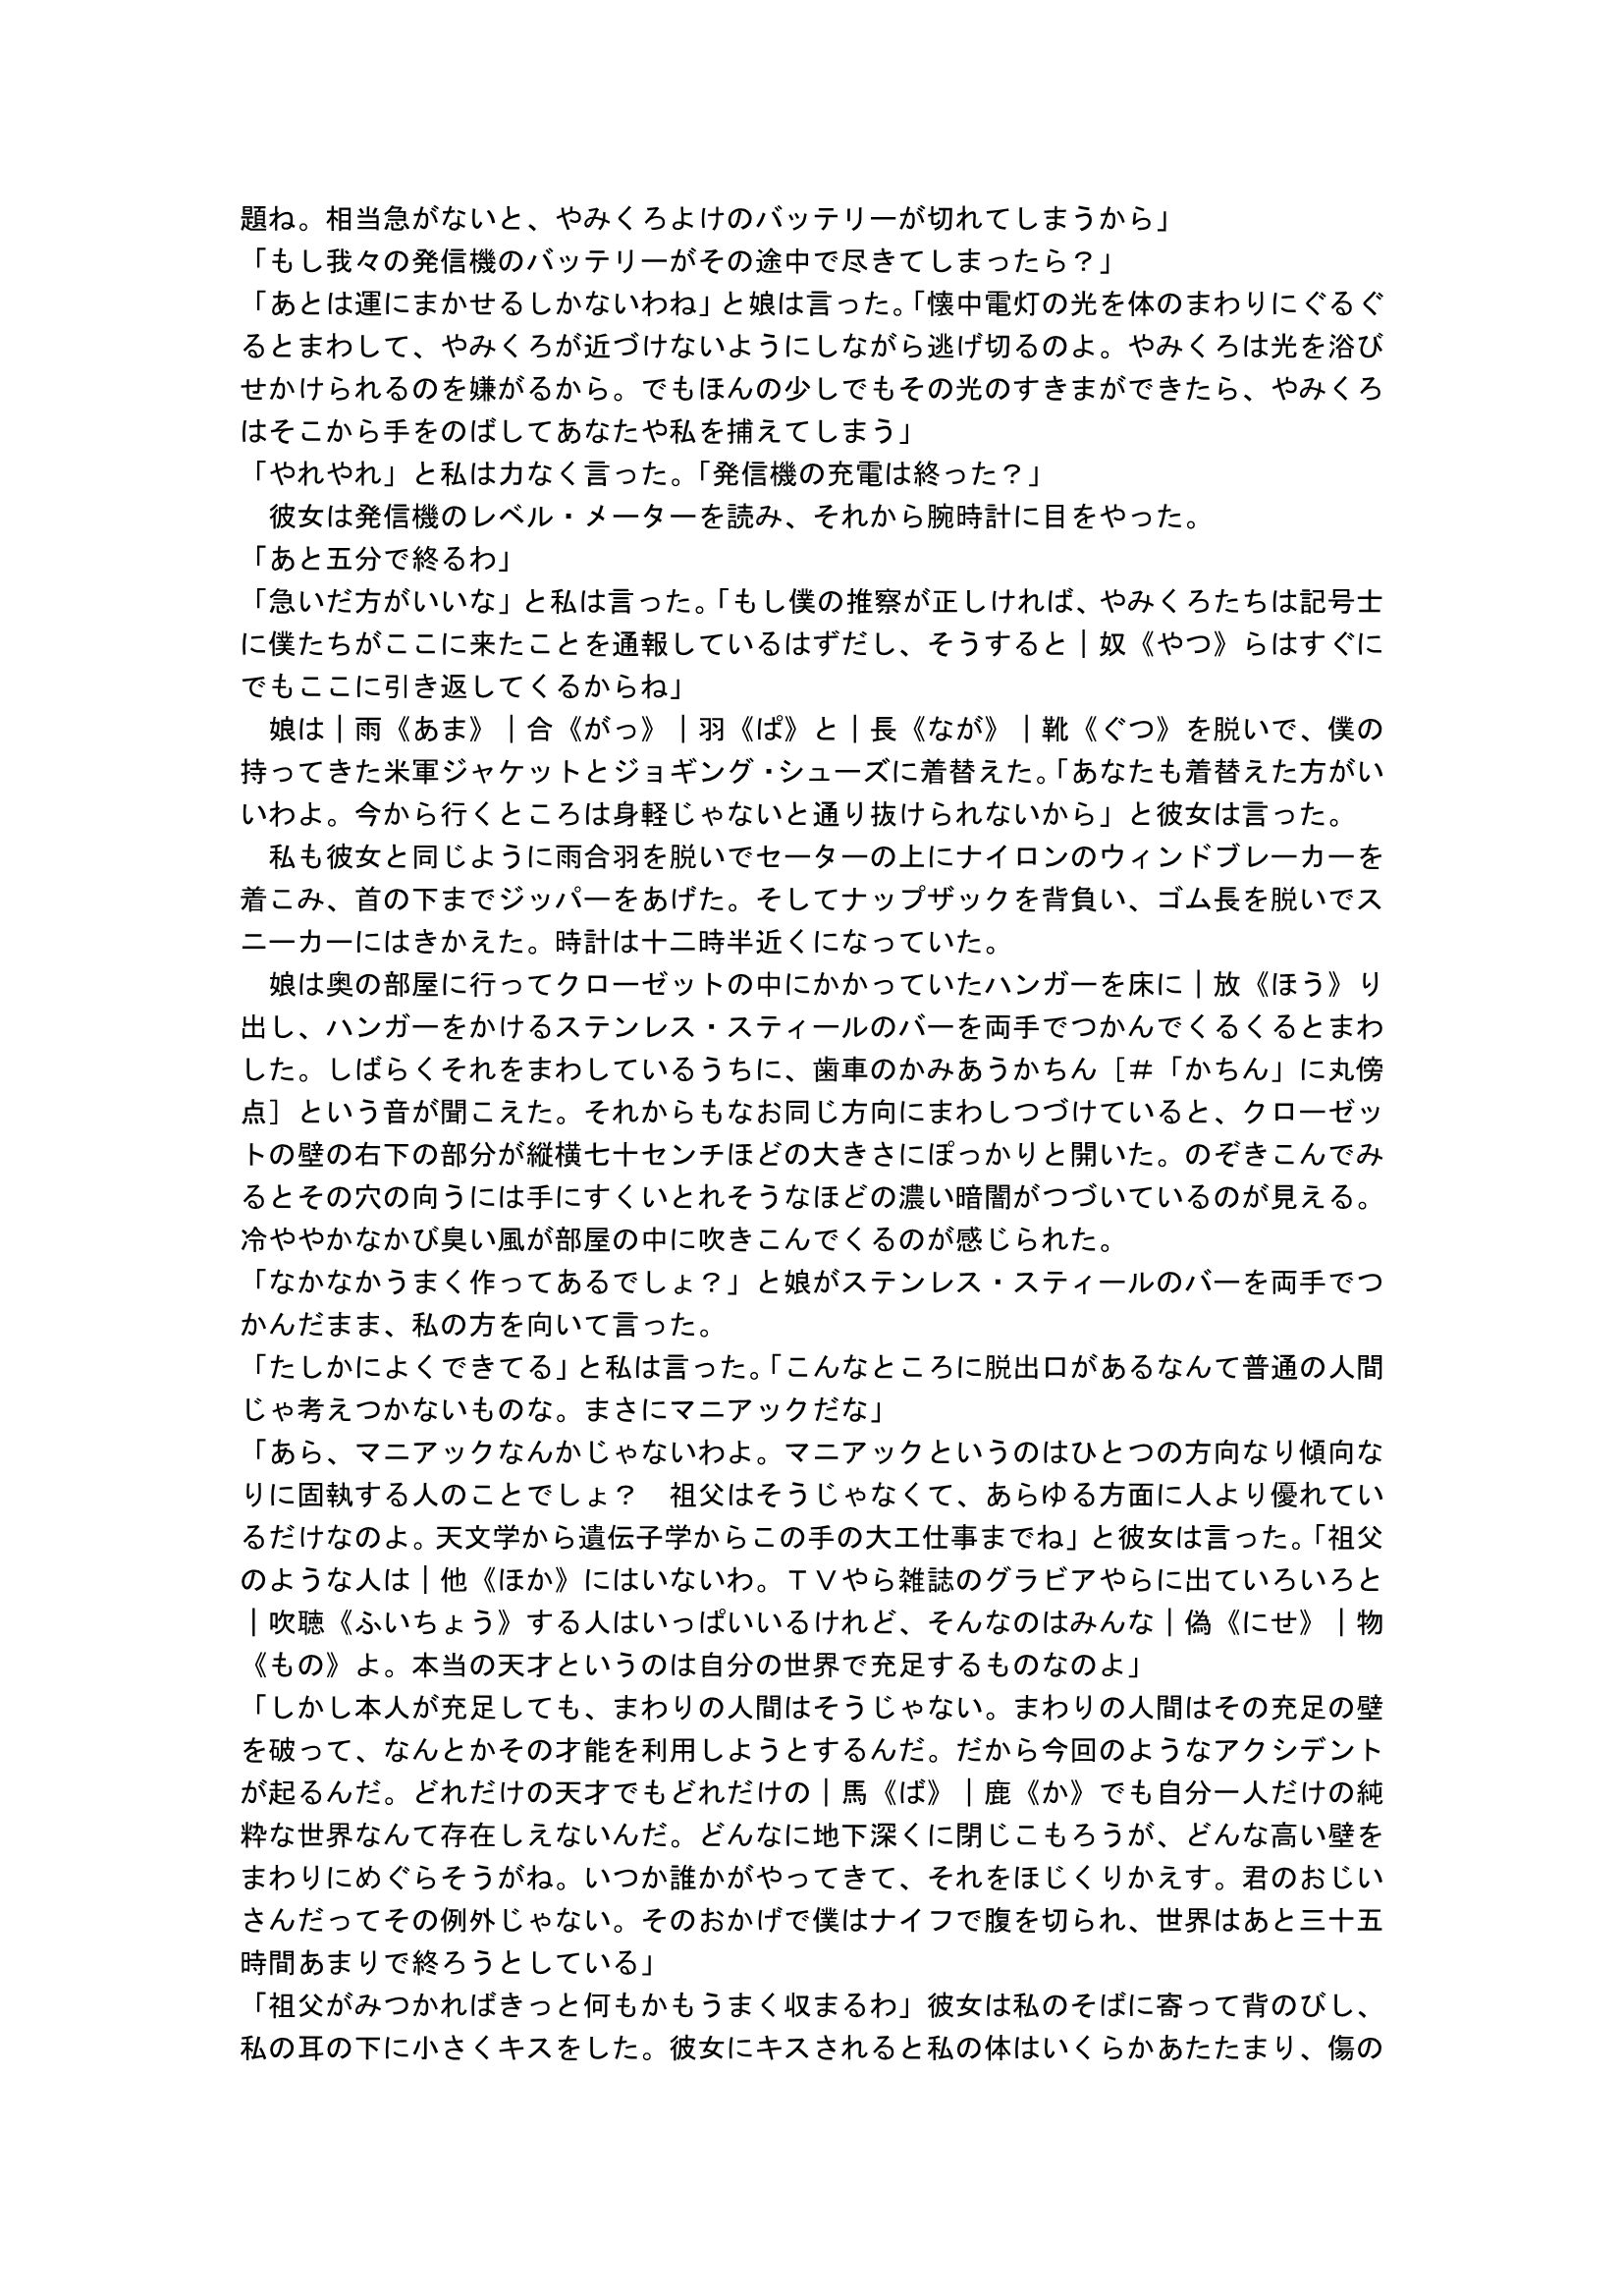 題ね。相当急がないと、やみくろよけのバッテリーが切れてしまうから」
「もし我々の発信機のバッテリーがその途中で尽きてしまったら？」
「あとは運にまかせるしかないわね」と娘は言った。「懐中電灯の光を体のまわりにぐるぐ
るとまわして、やみくろが近づけないようにしながら逃げ切るのよ。やみくろは光を浴び
せかけられるのを嫌がるから。でもほんの少しでもその光のすきまができたら、やみくろ
はそこから手をのばしてあなたや私を捕えてしまう」
「やれやれ」と私は力なく言った。「発信機の充電は終った？」
　彼女は発信機のレベル・メーターを読み、それから腕時計に目をやった。
「あと五分で終るわ」
「急いだ方がいいな」と私は言った。「もし僕の推察が正しければ、やみくろたちは記号士
に僕たちがここに来たことを通報しているはずだし、そうすると｜奴《やつ》らはすぐに
でもここに引き返してくるからね」
　娘は｜雨《あま》｜合《がっ》｜羽《ぱ》と｜長《なが》｜靴《ぐつ》を脱いで、僕の
持ってきた米軍ジャケットとジョギング・シューズに着替えた。「あなたも着替えた方がい
いわよ。今から行くところは身軽じゃないと通り抜けられないから」と彼女は言った。
　私も彼女と同じように雨合羽を脱いでセーターの上にナイロンのウィンドブレーカーを
着こみ、首の下までジッパーをあげた。そしてナップザックを背負い、ゴム長を脱いでス
ニーカーにはきかえた。時計は十二時半近くになっていた。
　娘は奥の部屋に行ってクローゼットの中にかかっていたハンガーを床に｜放《ほう》り
出し、ハンガーをかけるステンレス・スティールのバーを両手でつかんでくるくるとまわ
した。しばらくそれをまわしているうちに、歯車のかみあうかちん［＃「かちん」に丸傍
点］という音が聞こえた。それからもなお同じ方向にまわしつづけていると、クローゼッ
トの壁の右下の部分が縦横七十センチほどの大きさにぽっかりと開いた。のぞきこんでみ
るとその穴の向うには手にすくいとれそうなほどの濃い暗闇がつづいているのが見える。
冷ややかなかび臭い風が部屋の中に吹きこんでくるのが感じられた。
「なかなかうまく作ってあるでしょ？」と娘がステンレス・スティールのバーを両手でつ
かんだまま、私の方を向いて言った。
「たしかによくできてる」と私は言った。「こんなところに脱出口があるなんて普通の人間
じゃ考えつかないものな。まさにマニアックだな」
「あら、マニアックなんかじゃないわよ。マニアックというのはひとつの方向なり傾向な
りに固執する人のことでしょ？　祖父はそうじゃなくて、あらゆる方面に人より優れてい
るだけなのよ。天文学から遺伝子学からこの手の大工仕事までね」と彼女は言った。「祖父
のような人は｜他《ほか》にはいないわ。ＴＶやら雑誌のグラビアやらに出ていろいろと
｜吹聴《ふいちょう》する人はいっぱいいるけれど、そんなのはみんな｜偽《にせ》｜物
《もの》よ。本当の天才というのは自分の世界で充足するものなのよ」
「しかし本人が充足しても、まわりの人間はそうじゃない。まわりの人間はその充足の壁
を破って、なんとかその才能を利用しようとするんだ。だから今回のようなアクシデント
が起るんだ。どれだけの天才でもどれだけの｜馬《ば》｜鹿《か》でも自分一人だけの純
粋な世界なんて存在しえないんだ。どんなに地下深くに閉じこもろうが、どんな高い壁を
まわりにめぐらそうがね。いつか誰かがやってきて、それをほじくりかえす。君のおじい
さんだってその例外じゃない。そのおかげで僕はナイフで腹を切られ、世界はあと三十五
時間あまりで終ろうとしている」
「祖父がみつかればきっと何もかもうまく収まるわ」彼女は私のそばに寄って背のびし、
私の耳の下に小さくキスをした。彼女にキスされると私の体はいくらかあたたまり、傷の